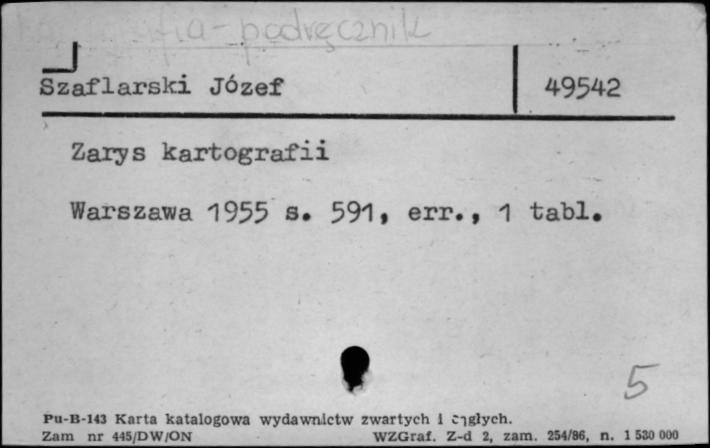 kartografia - podręcznik
Szaflarski Józef 49542
Zarys kartografii
Warszawa 1955 s. 591, err., 1 tabl.
5
Pu-B-143 Karta katalogowa wydawnictw zwartych i ciągłych.
Zam nr 445/DW/ON WZGraf. Z-d 2, zam. 254/86, n. 1 530 000